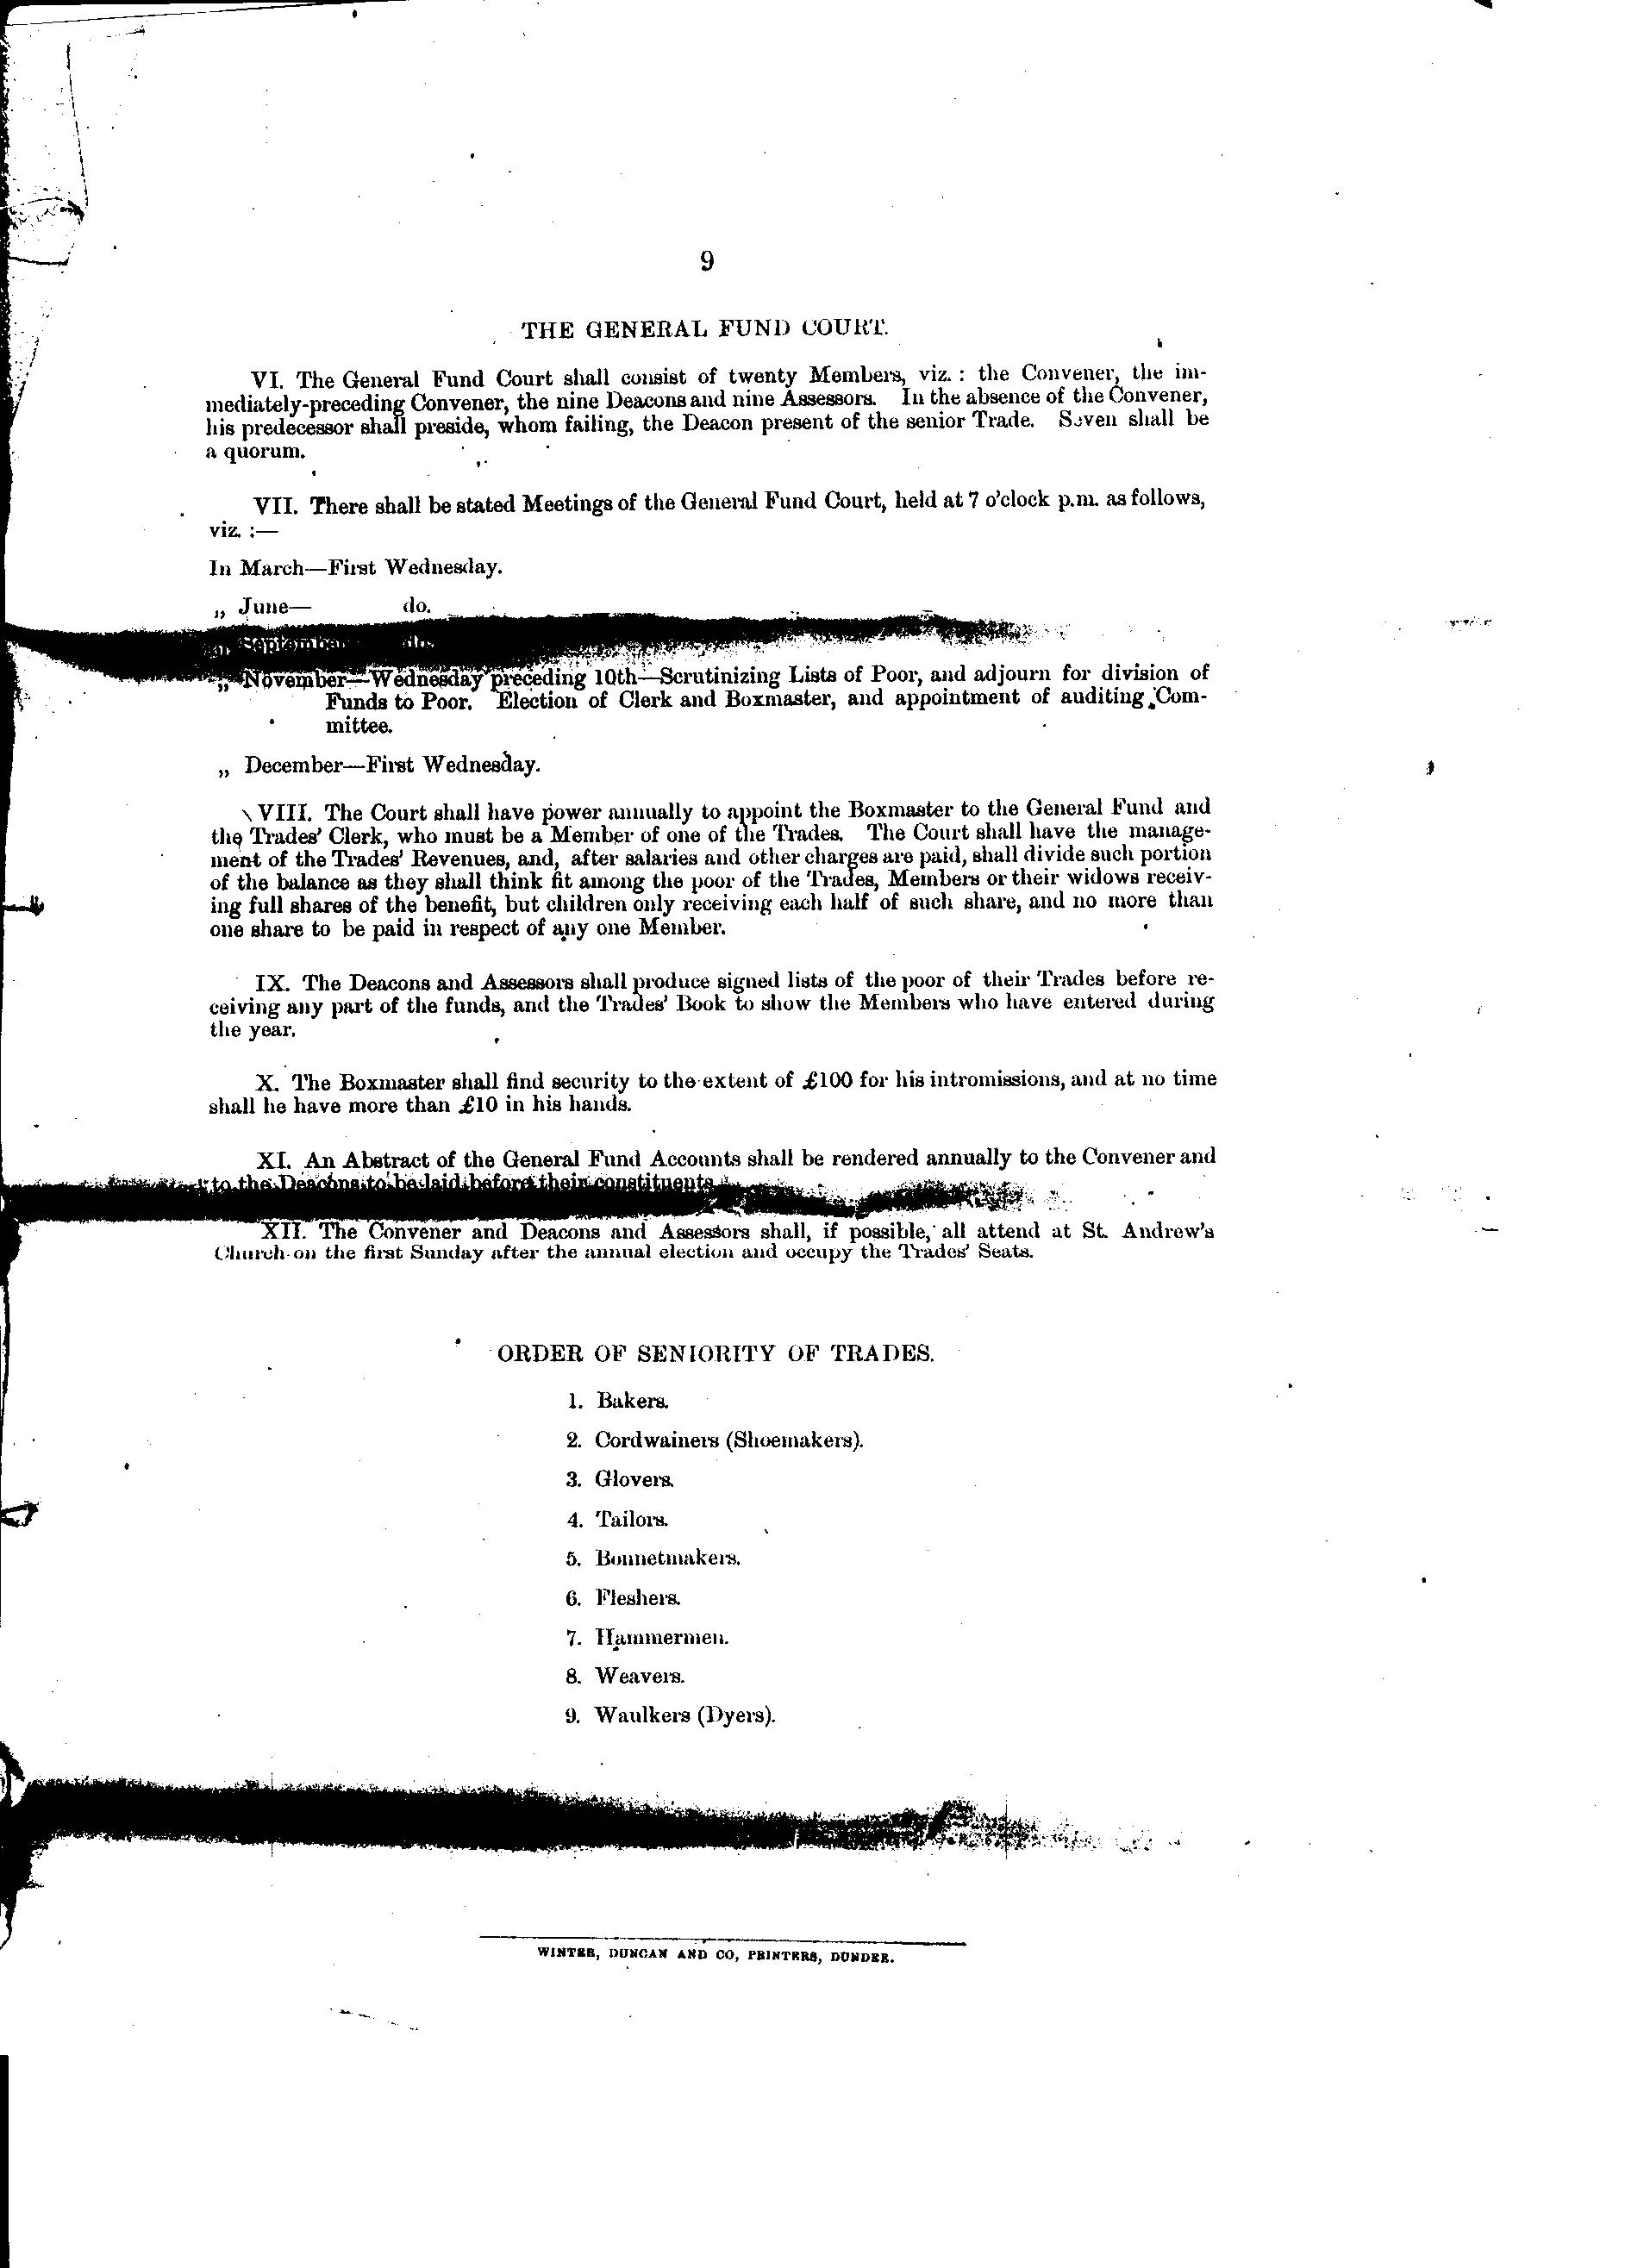 9
THE GENERAL FUND COURT.
VI. The General Fund Court shall consist of twenty Members, viz. : the Convener, the im-
mediately-preceding Convener, the nine Deacons and nine Assessors. In the absence of the Convener,
his predecessor shall preside, whom failing, the Deacon present of the senior Trade. Seven shall be
a quorum.
VII. There shall be stated Meetings of the General Fund Court, held at 7 o'clock p.m. as follows,
viz. :—
In March—First Wednesday.
„ June— do.
„ September— do.
„ November—Wednesday preceding 10th—Scrutinizing Lists of Poor, and adjourn for division of
Funds to Poor. Election of Clerk and Boxmaster, and appointment of auditing Com-
mittee.
„ December—First Wednesday.
VIII. The Court shall have power annually to appoint the Boxmaster to the General Fund and
the Trades' Clerk, who must be a Member of one of the Trades. The Court shall have the manage-
ment of the Trades' Revenues, and, after salaries and other charges are paid, shall divide such portion
of the balance as they shall think fit among the poor of the Trades, Members or their widows receiv-
ing full shares of the benefit, but children only receiving each half of such share, and no more than
one share to be paid in respect of any one Member.
IX. The Deacons and Assessors shall produce signed lists of the poor of their Trades before re-
ceiving any part of the funds, and the Trades' Book to show the Members who have entered during
the year.
X. The Boxmaster shall find security to the extent of £100 for his intromissions, and at no time
shall he have more than £10 in his hands.
XI. An Abstract of the General Fund Accounts shall be rendered annually to the Convener and
to the Deacons to be laid before their constituents.
XII. The Convener and Deacons and Assessors shall, if possible, all attend at St. Andrew's
Church on the first Sunday after the annual election and occupy the Trades' Seats.
ORDER OF SENIORITY OF TRADES.
1. Bakers.
2. Cordwainers (Shoemakers).
3. Glovers.
4. Tailors.
5. Bonnetmakers.
6. Fleshers.
7. Hammermen.
8. Weavers.
9. Waulkers (Dyers).
WINTER, DUNCAN AND CO, PRINTERS, DUNDEE.